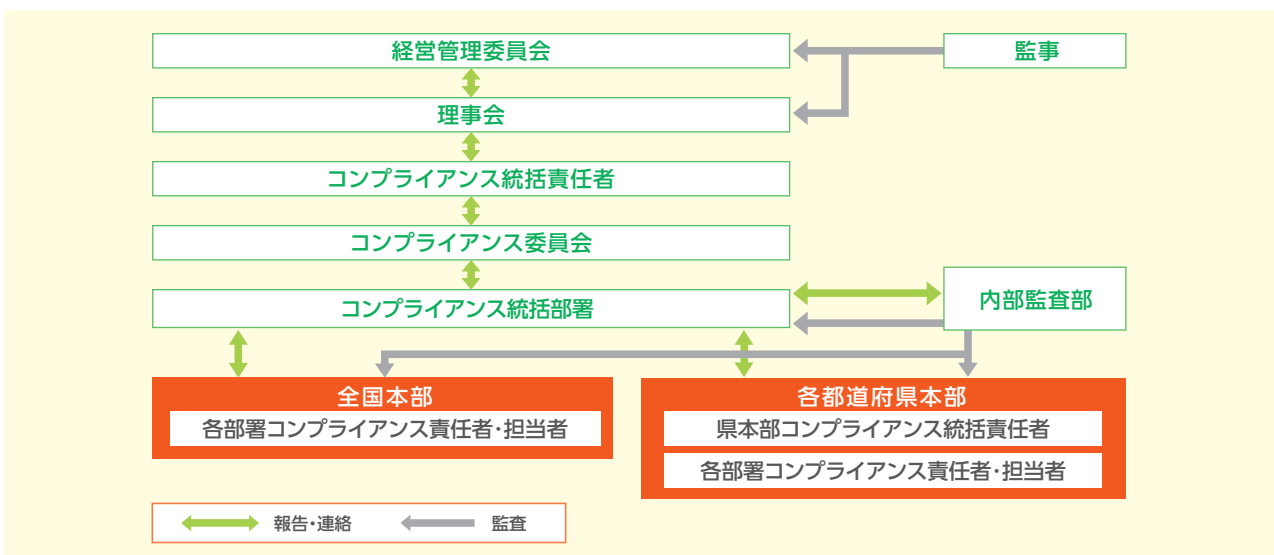 経営管理委員会
監事
理事会
コンプライアンス統括責任者
コンプライアンス委員会
コンプライアンス統括部署
内部監査部
全国本部
各部署コンプライアンス責任者・担当者
各都道府県本部
県本部コンプライアンス統括責任者
各部署コンプライアンス責任者・担当者
報告・連絡
監査